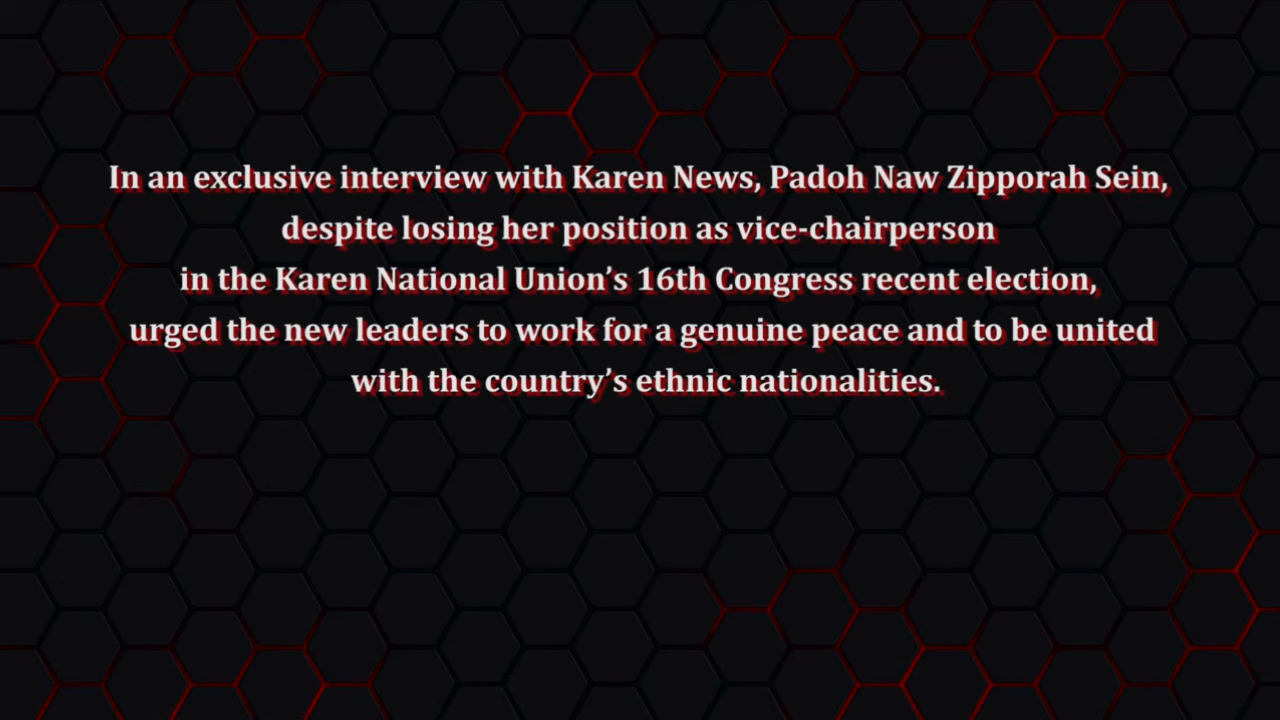 In an exclusive interview with Karen News, Padoh Naw Zipporah Sein,
despite losing her position as vice-chairperson
in the Karen National Union’s 16th Congress recent election,
urged the new leaders to work for a genuine peace and to be united
with the country’s ethnic nationalities.